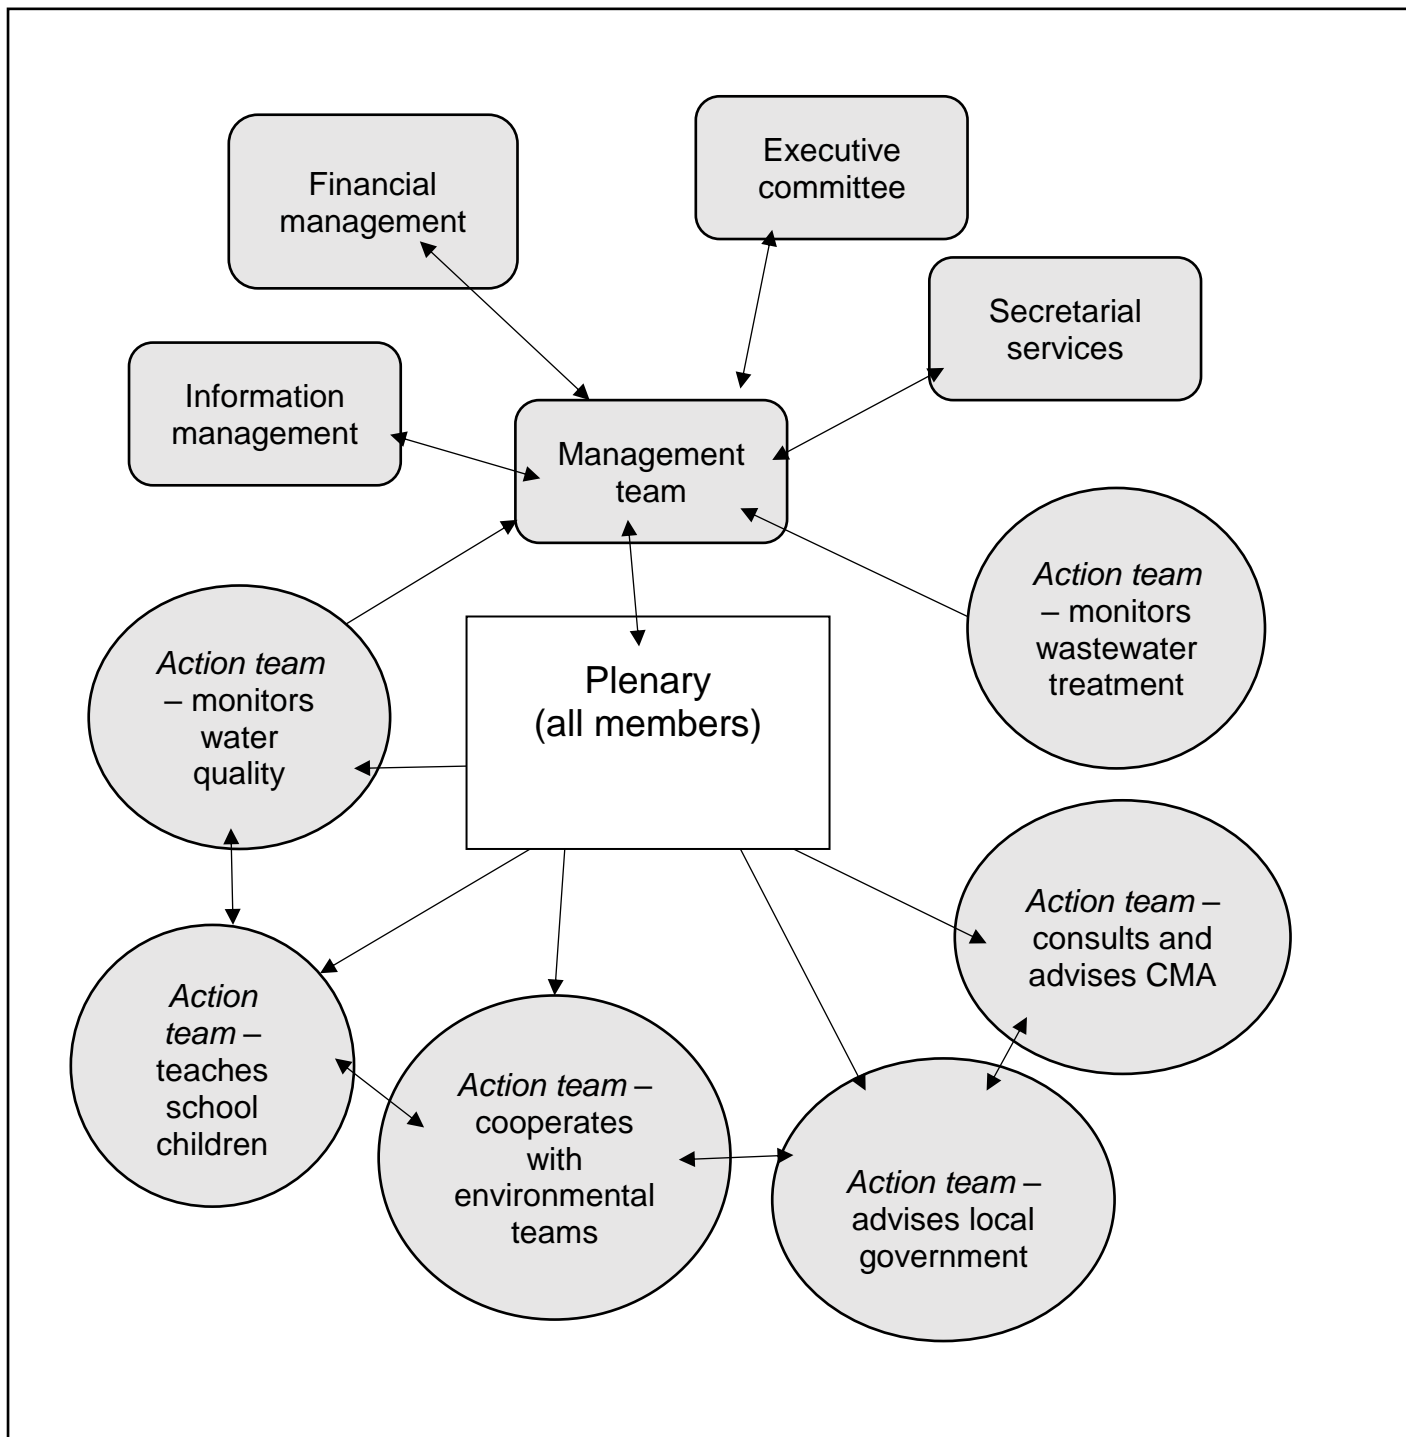 Financial
management
Executive
committee
Secretarial
services
Information
management
Management
team
Action team
– monitors
wastewater
treatment
Action team
– monitors
water
quality
Plenary
(all members)
Action team –
consults and
advises CMA
Action
team –
teaches
school
children
Action team –
cooperates
with
environmental
teams
Action team –
advises local
government